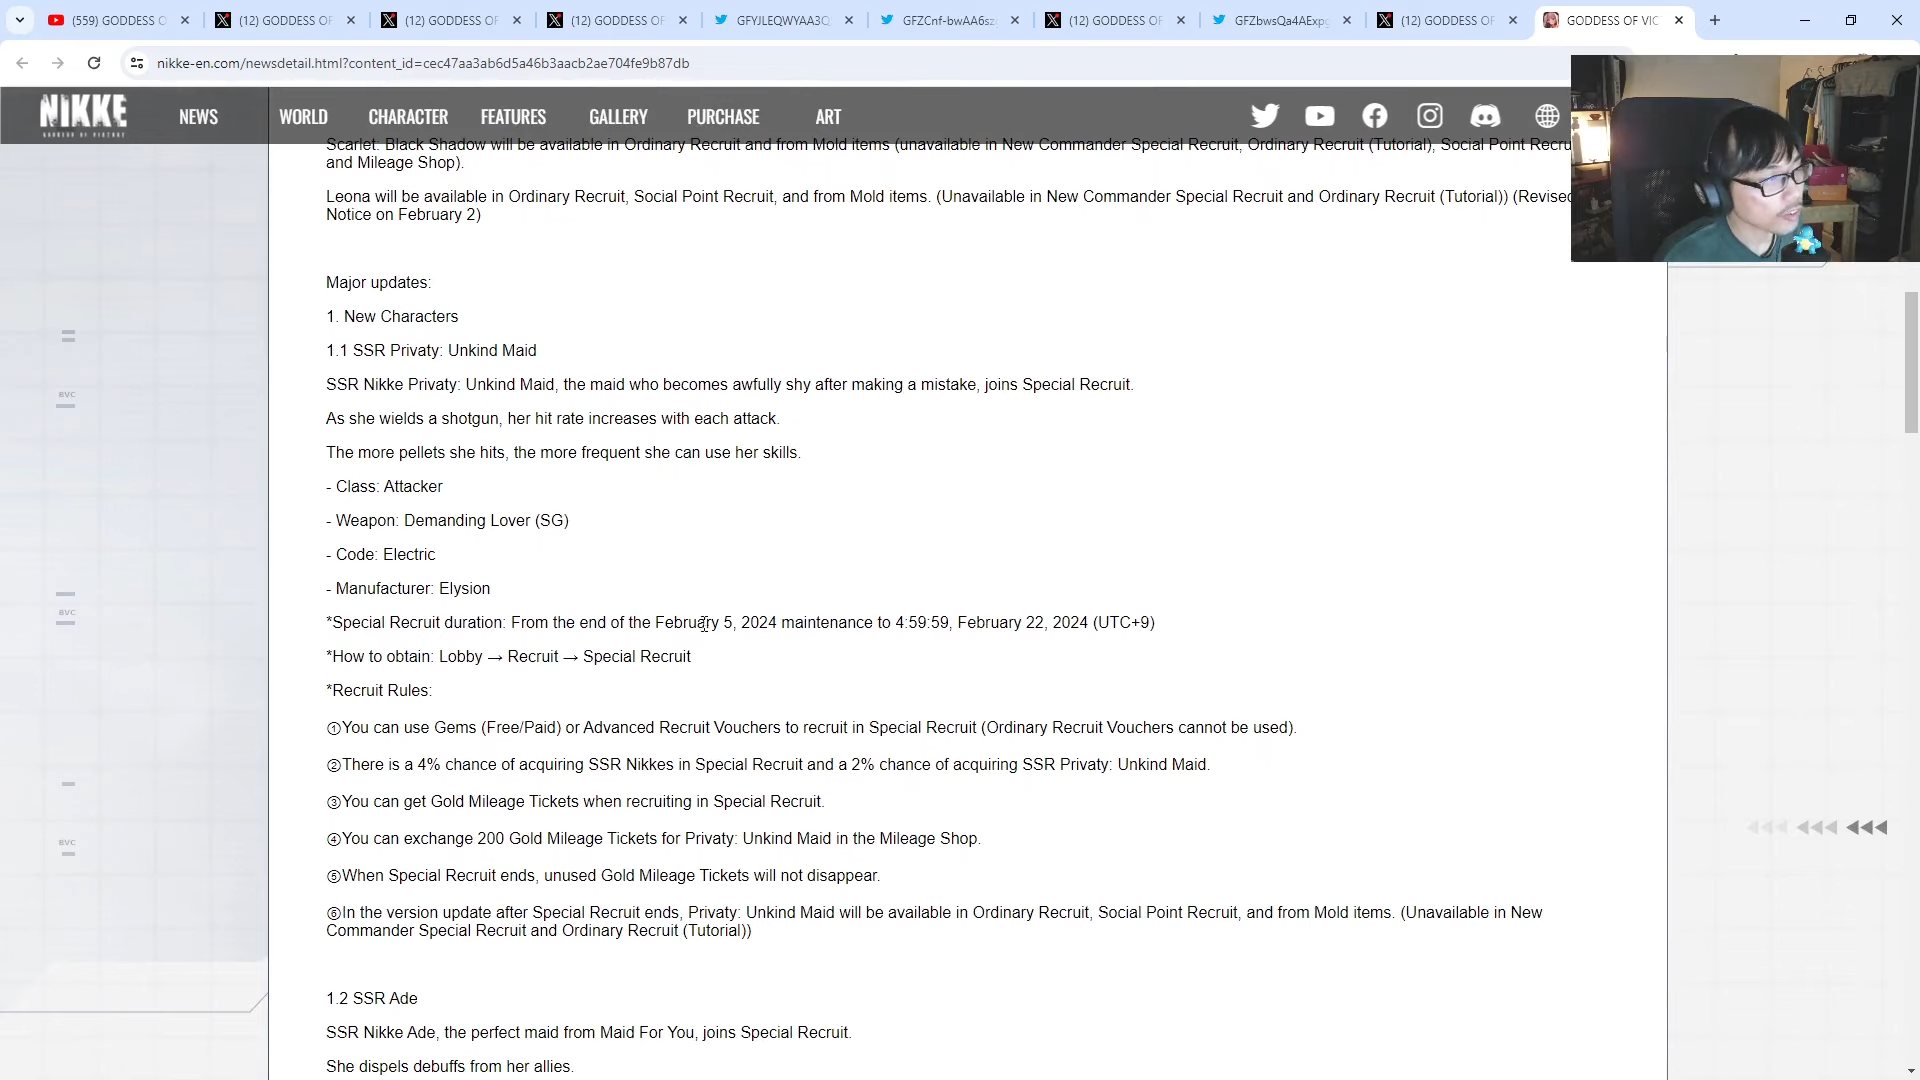 (559) GODDESS O
(12) GODDESS OF
(12) GODDESS OF
(12) GODDESS OF
GFYJLEQWYAA3Q
GFZCnf-bwAA6sz
(12) GODDESS OF
GFZbwsQa4AExpg
(12) GODDESS OF
GODDESS OF VIC
nikke-en.com/newsdetail.html?content_id=cec47aa3ab6d5a46b3aacb2ae704fe9b87db
NIKKE
NEWS
WORLD
CHARACTER
FEATURES
GALLERY
PURCHASE
ART
Scarlet: Black Shadow will be available in Ordinary Recruit and from Mold items (unavailable in New Commander Special Recruit, Ordinary Recruit (Tutorial), Social Point Recru
and Mileage Shop).
Leona will be available in Ordinary Recruit, Social Point Recruit, and from Mold items. (Unavailable in New Commander Special Recruit and Ordinary Recruit (Tutorial)) (Revised
Notice on February 2)
Major updates:
1. New Characters
1.1 SSR Privaty: Unkind Maid
SSR Nikke Privaty: Unkind Maid, the maid who becomes awfully shy after making a mistake, joins Special Recruit.
As she wields a shotgun, her hit rate increases with each attack.
The more pellets she hits, the more frequent she can use her skills.
- Class: Attacker
- Weapon: Demanding Lover (SG)
- Code: Electric
- Manufacturer: Elysion
*Special Recruit duration: From the end of the February 5, 2024 maintenance to 4:59:59, February 22, 2024 (UTC+9)
*How to obtain: Lobby → Recruit → Special Recruit
*Recruit Rules:
①You can use Gems (Free/Paid) or Advanced Recruit Vouchers to recruit in Special Recruit (Ordinary Recruit Vouchers cannot be used).
②There is a 4% chance of acquiring SSR Nikkes in Special Recruit and a 2% chance of acquiring SSR Privaty: Unkind Maid.
③You can get Gold Mileage Tickets when recruiting in Special Recruit.
④You can exchange 200 Gold Mileage Tickets for Privaty: Unkind Maid in the Mileage Shop.
⑤When Special Recruit ends, unused Gold Mileage Tickets will not disappear.
⑥In the version update after Special Recruit ends, Privaty: Unkind Maid will be available in Ordinary Recruit, Social Point Recruit, and from Mold items. (Unavailable in New
Commander Special Recruit and Ordinary Recruit (Tutorial))
1.2 SSR Ade
SSR Nikke Ade, the perfect maid from Maid For You, joins Special Recruit.
She dispels debuffs from her allies.
BVC
BVC
BVC